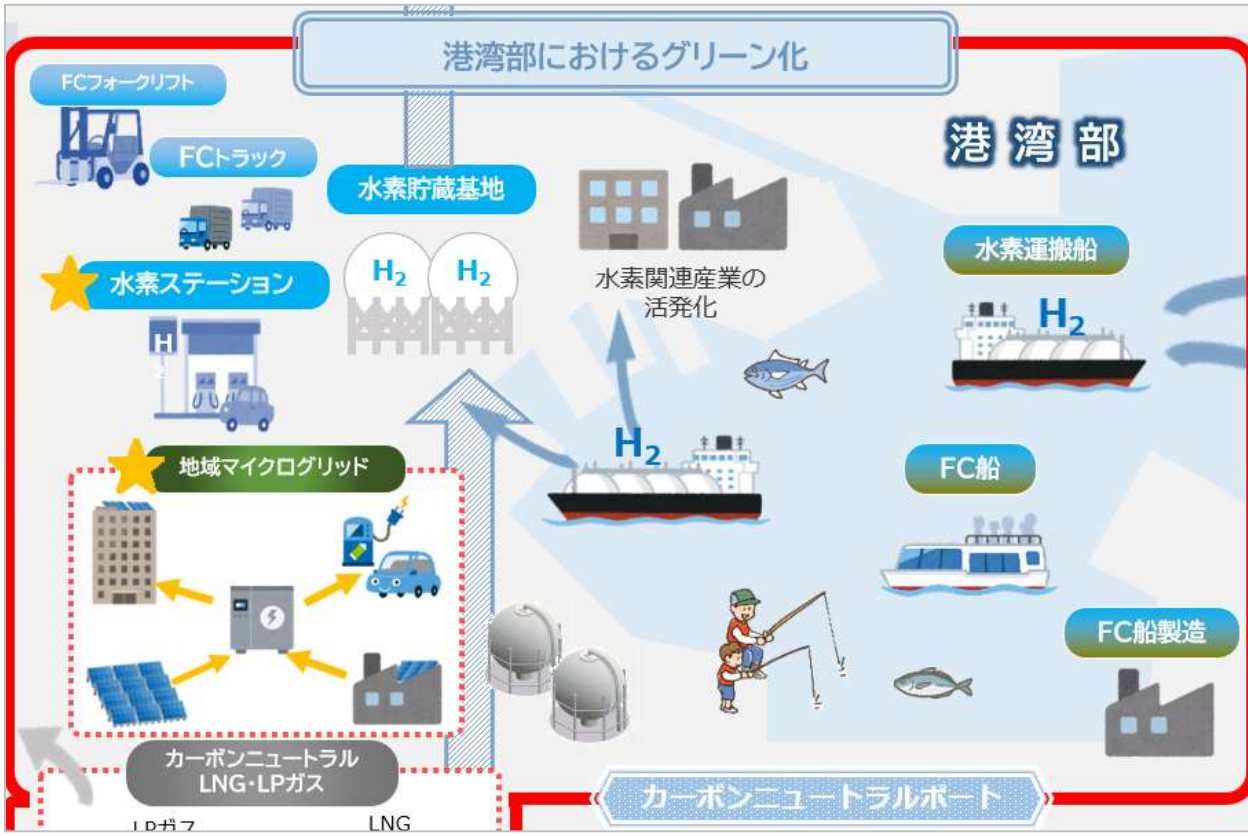 港湾部におけるグリーン化
FCフォークリフト
FCトラック
港湾部
水素貯蔵基地
水素運搬船
水素ステーション
H₂
H₂
水素関連産業の
活発化
H₂
H
2
地域マイクログリッド
H₂
FC船
FC船製造
カーボンニュートラル
LNG・LPガス
カーボンニュートラルポート
LPガス
LNG